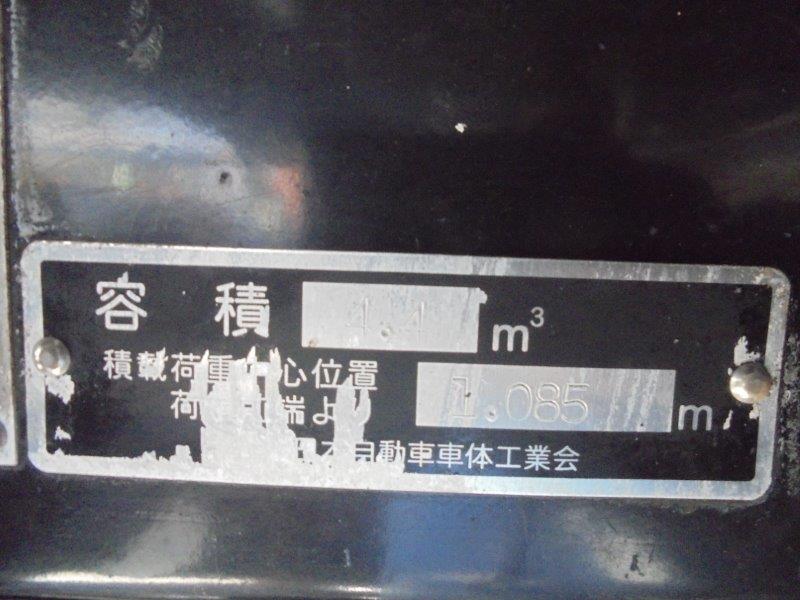 容 積 4.4 m³
積載荷重 心位置
荷 端より 1.085 m
自動車車体工業会